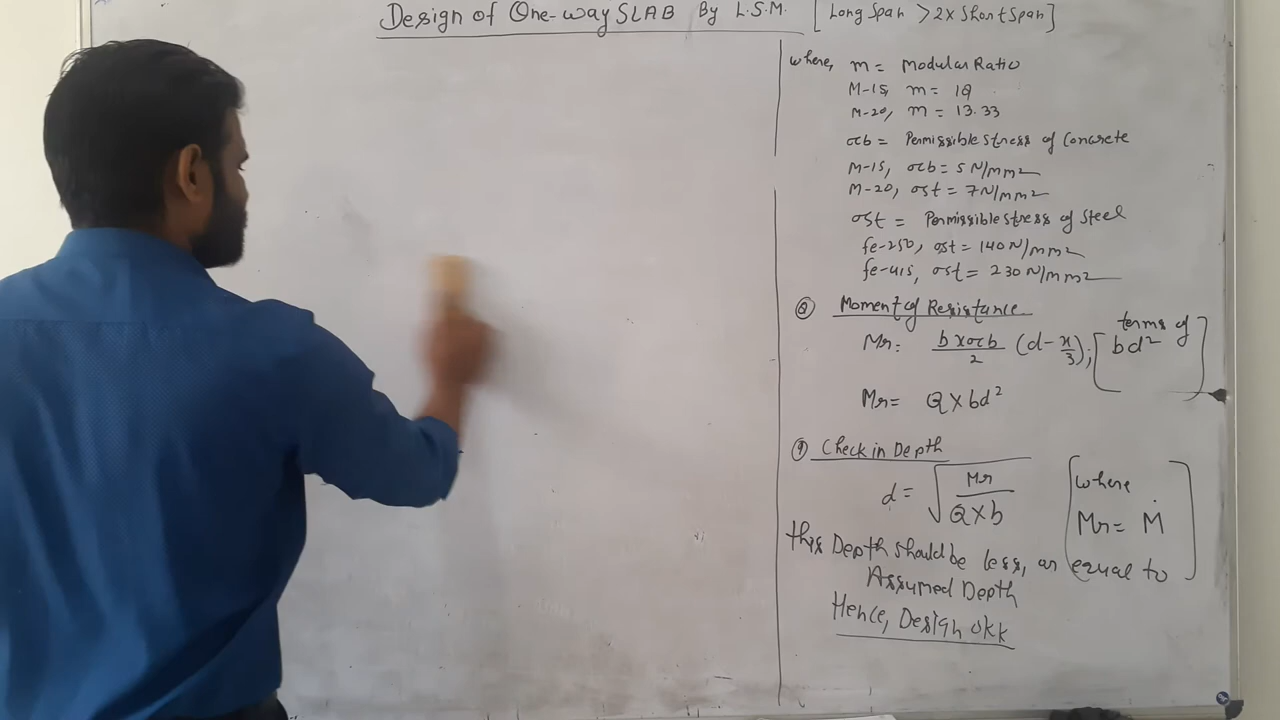 Design of One-way SLAB By L.S.M. [Long Span > 2x Short Span]
where, m = Modular Ratio
M-15, m = 19
M-20, m = 13.33
σcb = Permissible Stress of Concrete
M-15, σcb = 5 N/mm2
M-20, σst = 7 N/mm2
σst = Permissible Stress of Steel
fe-250, σst = 140 N/mm2
fe-415, σst = 230 N/mm2
⑧ Moment of Resistance
Mr: b×σcb/2 (d-x/3); [terms of bd²]
Mr = Q×bd²
⑨ Check in Depth
d = √(Mr/(Q×b)) [where Mr = M]
this Depth should be less, or equal to
Assumed Depth
Hence, Design okk